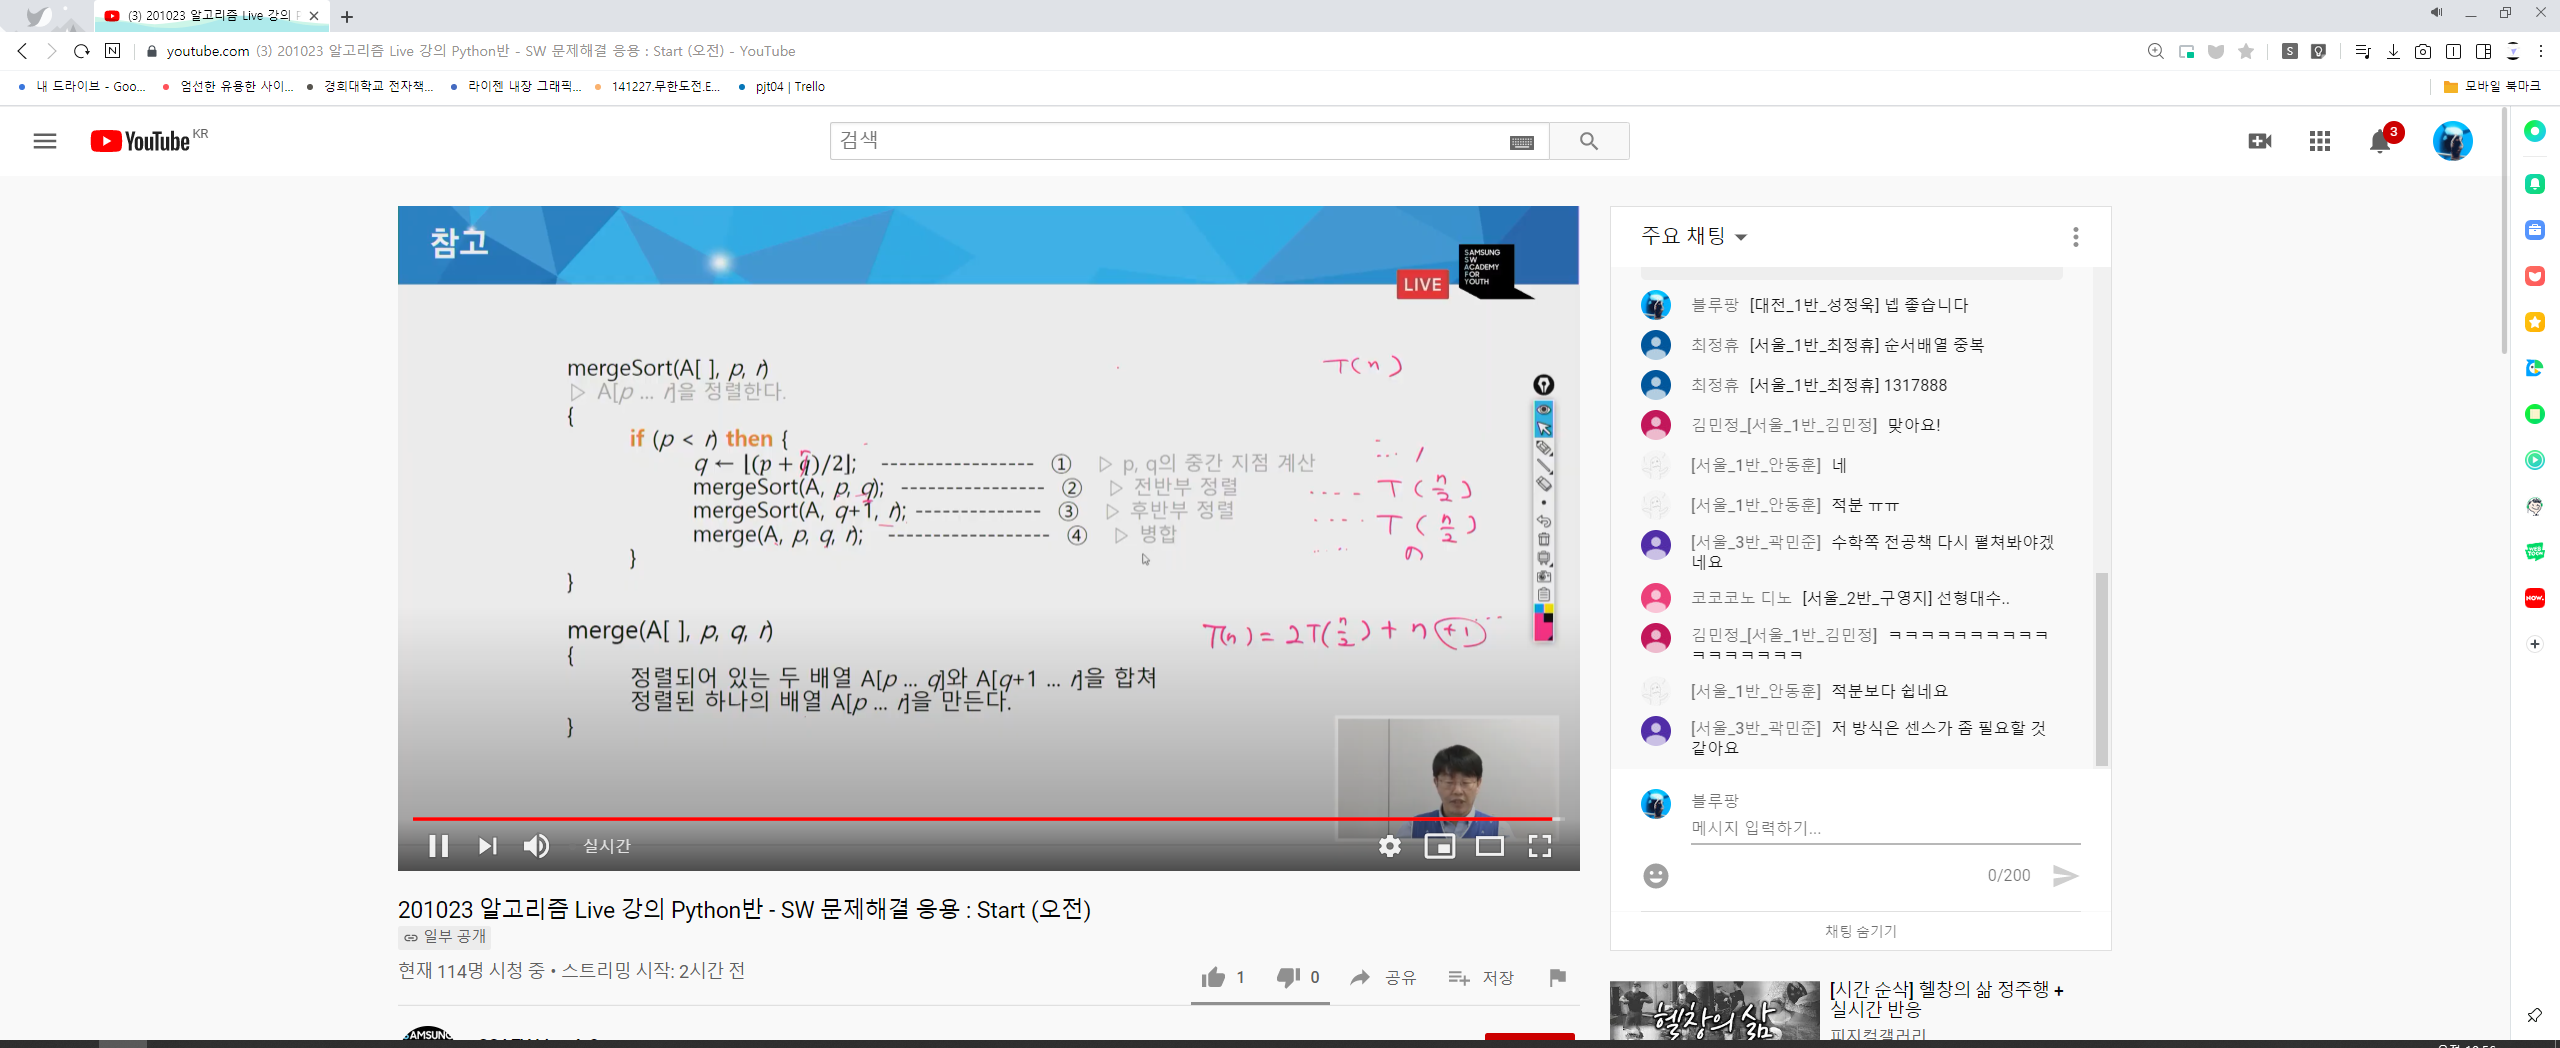 (3) 201023 알고리즘 Live 강의 P
youtube.com (3) 201023 알고리즘 Live 강의 Python반 - SW 문제해결 응용 : Start (오전) - YouTube
내 드라이브 - Goo... 엄선한 유용한 사이... 경희대학교 전자책... 라이젠 내장 그래픽... 141227.무한도전.E... pjt04 | Trello 모바일 북마크
YouTube KR
검색
3
참고
LIVE
SAMSUNG
SW
ACADEMY
FOR
YOUTH
mergeSort(A[ ], p, r) T(n)
▷ A[p ... r]을 정렬한다.
{
if (p < r) then {
q ← ⌊(p + q)/2⌋; ------------------- ① ▷ p, q의 중간 지점 계산 1
mergeSort(A, p, q); ------------------ ② ▷ 전반부 정렬 ..... T(n/2)
mergeSort(A, q+1, r); --------------- ③ ▷ 후반부 정렬 ..... T(n/2)
merge(A, p, q, r); ------------------- ④ ▷ 병합 n
}
}
merge(A[ ], p, q, r) T(n) = 2T(n/2) + n +1
{
정렬되어 있는 두 배열 A[p ... q]와 A[q+1 ... r]을 합쳐
정렬된 하나의 배열 A[p ... r]을 만든다.
}
실시간
201023 알고리즘 Live 강의 Python반 - SW 문제해결 응용 : Start (오전)
일부 공개
현재 114명 시청 중 • 스트리밍 시작: 2시간 전
1 0 공유 저장
주요 채팅
블루팡 [대전_1반_성정욱] 넵 좋습니다
최정휴 [서울_1반_최정휴] 순서배열 중복
최정휴 [서울_1반_최정휴] 1317888
김민정_[서울_1반_김민정] 맞아요!
[서울_1반_안동훈] 네
[서울_1반_안동훈] 적분 ㅠㅠ
[서울_3반_곽민준] 수학쪽 전공책 다시 펼쳐봐야겠
네요
코코코노 디노 [서울_2반_구영지] 선형대수..
김민정_[서울_1반_김민정] ㅋㅋㅋㅋㅋㅋㅋㅋㅋㅋ
ㅋㅋㅋㅋㅋㅋㅋ
[서울_1반_안동훈] 적분보다 쉽네요
[서울_3반_곽민준] 저 방식은 센스가 좀 필요할 것
같아요
블루팡
메시지 입력하기...
0/200
채팅 숨기기
헬창의 삶
[시간 순삭] 헬창의 삶 정주행 +
실시간 반응
피지컬갤러리